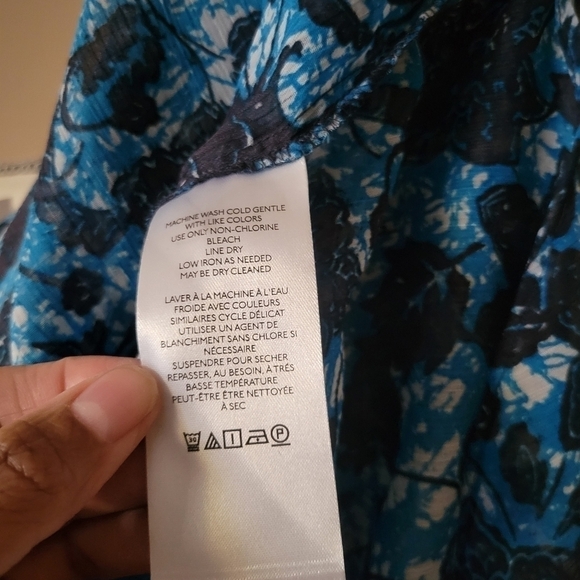 MACHINE WASH COLD GENTLE
WITH LIKE COLORS
USE ONLY NON-CHLORINE
BLEACH
LINE DRY
LOW IRON AS NEEDED
MAY BE DRY CLEANED
LAVER À LA MACHINE À L'EAU
FROIDE AVEC COULEURS
SIMILAIRES CYCLE DÉLICAT
UTILISER UN AGENT DE
BLANCHIMENT SANS CHLORE SI
NÉCESSAIRE
SUSPENDRE POUR SÉCHER
REPASSER, AU BESOIN, À TRÉS
BASSE TEMPÉRATURE
PEUT-ÊTRE ÊTRE NETTOYÉE
À SEC
30 P